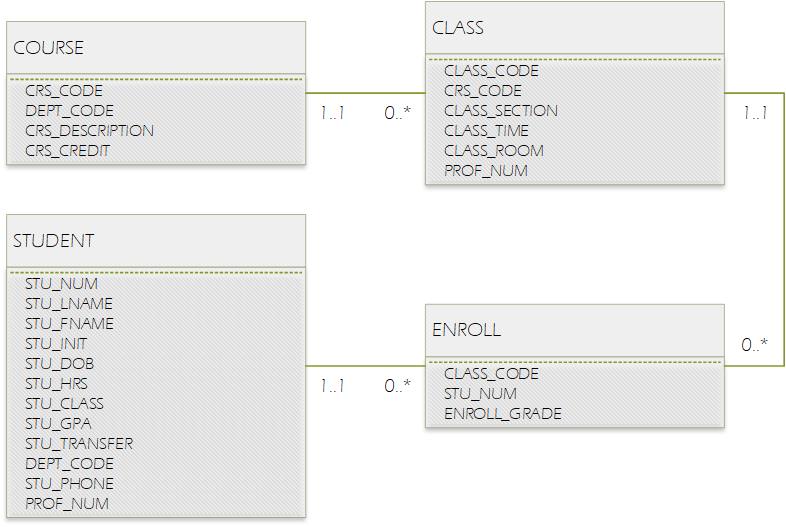 COURSE
CRS_CODE
DEPT_CODE
CRS_DESCRIPTION
CRS_CREDIT
1..1
0..*
CLASS
CLASS_CODE
CRS_CODE
CLASS_SECTION
CLASS_TIME
CLASS_ROOM
PROF_NUM
1..1
STUDENT
STU_NUM
STU_LNAME
STU_FNAME
STU_INIT
STU_DOB
STU_HRS
STU_CLASS
STU_GPA
STU_TRANSFER
DEPT_CODE
STU_PHONE
PROF_NUM
1..1
0..*
ENROLL
CLASS_CODE
STU_NUM
ENROLL_GRADE
0..*